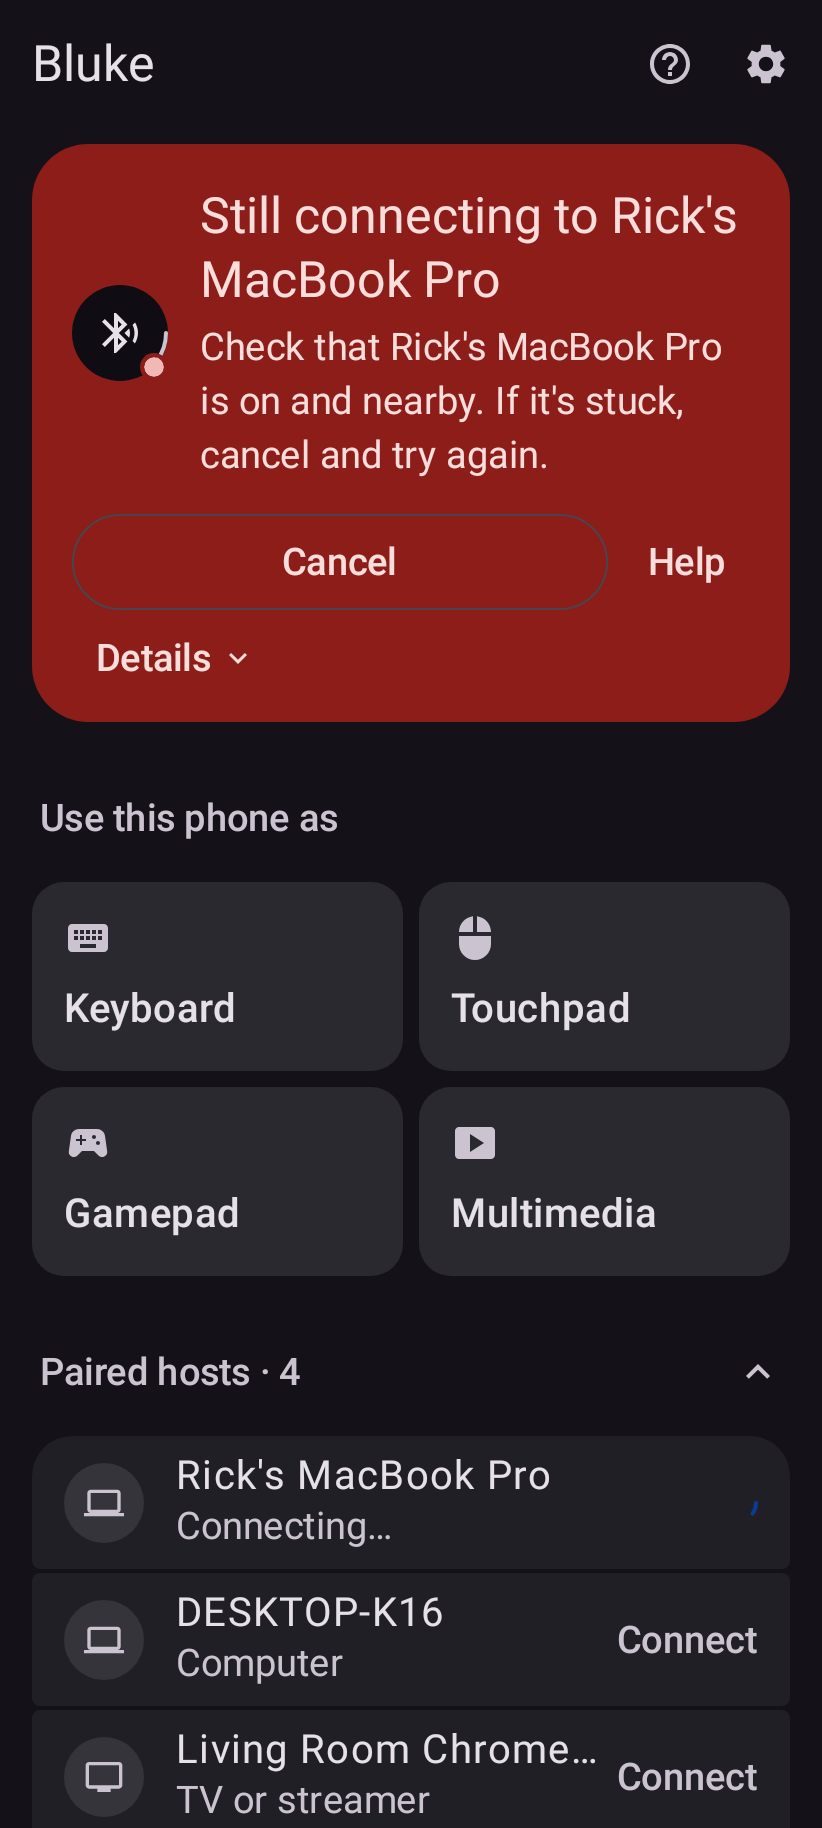 Bluke
Still connecting to Rick's
MacBook Pro
Check that Rick's MacBook Pro
is on and nearby. If it's stuck,
cancel and try again.
Cancel
Help
Details
Use this phone as
Keyboard
Touchpad
Gamepad
Multimedia
Paired hosts · 4
Rick's MacBook Pro
Connecting…
DESKTOP-K16
Computer
Connect
Living Room Chrome…
TV or streamer
Connect